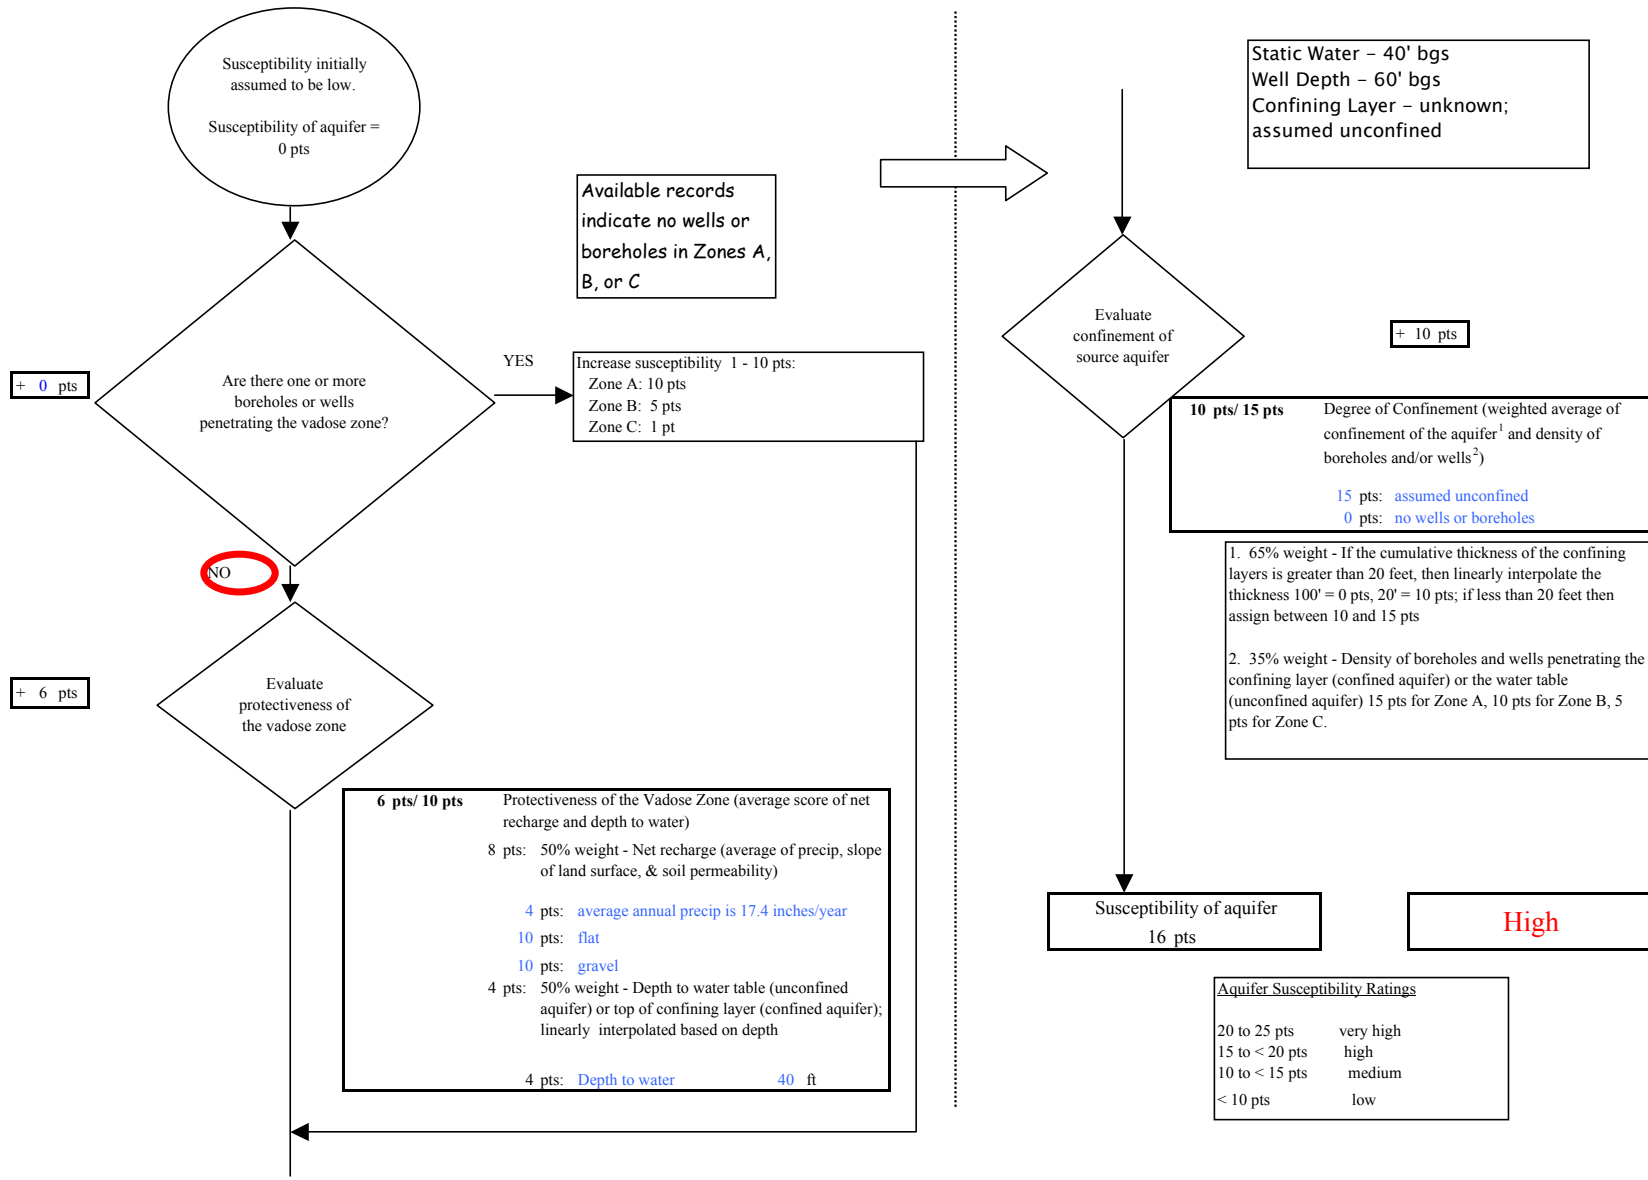 Susceptibility initially
assumed to be low.
Susceptibility of aquifer =
0 pts
Available records
indicate no wells or
boreholes in Zones A,
B, or C
+ 0 pts
Are there one or more
boreholes or wells
penetrating the vadose zone?
YES
Increase susceptibility 1 - 10 pts:
Zone A: 10 pts
Zone B: 5 pts
Zone C: 1 pt
NO
+ 6 pts
Evaluate
protectiveness of
the vadose zone
6 pts/ 10 pts Protectiveness of the Vadose Zone (average score of net
recharge and depth to water)
8 pts: 50% weight - Net recharge (average of precip, slope
of land surface, & soil permeability)
4 pts: average annual precip is 17.4 inches/year
10 pts: flat
10 pts: gravel
4 pts: 50% weight - Depth to water table (unconfined
aquifer) or top of confining layer (confined aquifer);
linearly interpolated based on depth
4 pts: Depth to water 40 ft
Static Water – 40' bgs
Well Depth – 60' bgs
Confining Layer – unknown;
assumed unconfined
Evaluate
confinement of
source aquifer
+ 10 pts
10 pts/ 15 pts Degree of Confinement (weighted average of
confinement of the aquifer1 and density of
boreholes and/or wells2)
15 pts: assumed unconfined
0 pts: no wells or boreholes
1. 65% weight - If the cumulative thickness of the confining
layers is greater than 20 feet, then linearly interpolate the
thickness 100' = 0 pts, 20' = 10 pts; if less than 20 feet then
assign between 10 and 15 pts
2. 35% weight - Density of boreholes and wells penetrating the
confining layer (confined aquifer) or the water table
(unconfined aquifer) 15 pts for Zone A, 10 pts for Zone B, 5
pts for Zone C.
Susceptibility of aquifer
16 pts
High
Aquifer Susceptibility Ratings
20 to 25 pts very high
15 to < 20 pts high
10 to < 15 pts medium
< 10 pts low